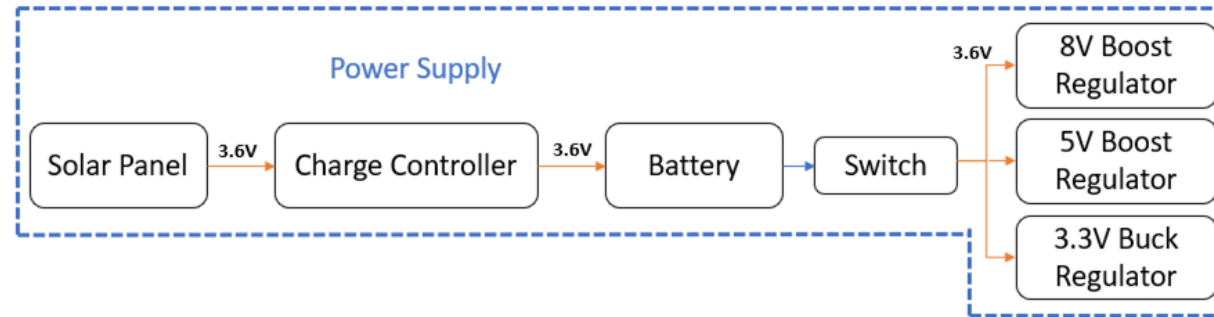 Power Supply
Solar Panel
3.6V
Charge Controller
3.6V
Battery
Switch
3.6V
8V Boost
Regulator
5V Boost
Regulator
3.3V Buck
Regulator